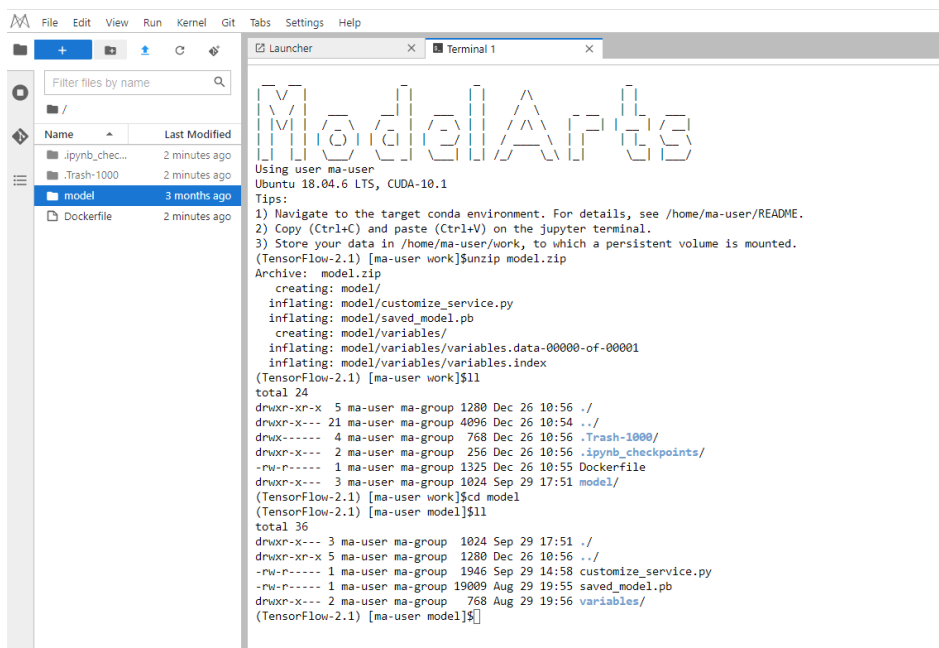 File Edit View Run Kernel Git Tabs Settings Help
Launcher
Terminal 1
Filter files by name
/
Name Last Modified
.ipynb_chec... 2 minutes ago
.Trash-1000 2 minutes ago
model 3 months ago
Dockerfile 2 minutes ago
ModelArts
Using user ma-user
Ubuntu 18.04.6 LTS, CUDA-10.1
Tips:
1) Navigate to the target conda environment. For details, see /home/ma-user/README.
2) Copy (Ctrl+C) and paste (Ctrl+V) on the jupyter terminal.
3) Store your data in /home/ma-user/work, to which a persistent volume is mounted.
(TensorFlow-2.1) [ma-user work]$unzip model.zip
Archive:  model.zip
   creating: model/
  inflating: model/customize_service.py
  inflating: model/saved_model.pb
   creating: model/variables/
  inflating: model/variables/variables.data-00000-of-00001
  inflating: model/variables/variables.index
(TensorFlow-2.1) [ma-user work]$ll
total 24
drwxr-xr-x  5 ma-user ma-group 1280 Dec 26 10:56 ./
drwxr-x--- 21 ma-user ma-group 4096 Dec 26 10:54 ../
drwx------  4 ma-user ma-group  768 Dec 26 10:56 .Trash-1000/
drwxr-x---  2 ma-user ma-group  256 Dec 26 10:56 .ipynb_checkpoints/
-rw-r-----  1 ma-user ma-group 1325 Dec 26 10:55 Dockerfile
drwxr-x---  3 ma-user ma-group 1024 Sep 29 17:51 model/
(TensorFlow-2.1) [ma-user work]$cd model
(TensorFlow-2.1) [ma-user model]$ll
total 36
drwxr-x--- 3 ma-user ma-group  1024 Sep 29 17:51 ./
drwxr-xr-x 5 ma-user ma-group  1280 Dec 26 10:56 ../
-rw-r----- 1 ma-user ma-group  1946 Sep 29 14:58 customize_service.py
-rw-r----- 1 ma-user ma-group 19009 Aug 29 19:55 saved_model.pb
drwxr-x--- 2 ma-user ma-group   768 Aug 29 19:56 variables/
(TensorFlow-2.1) [ma-user model]$